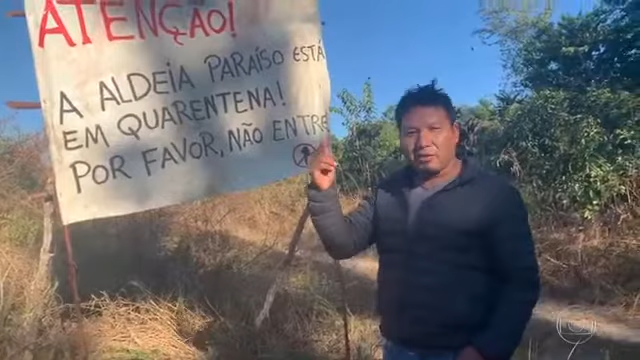 ATENÇÃO!
A ALDEIA PARAÍSO ESTÁ
EM QUARENTENA!
POR FAVOR, NÃO ENTRE